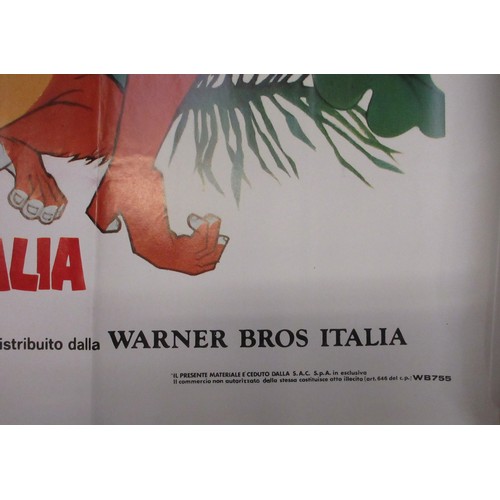 ALIA
istribuito dalla WARNER BROS ITALIA
IL PRESENTE MATERIALE E CEDUTO DALLA S.A.C. S.p.A. in esclusiva
Il commercio non autorizzato dalla stessa costituisce atto illecito (art. 646 del c.p.) WB755